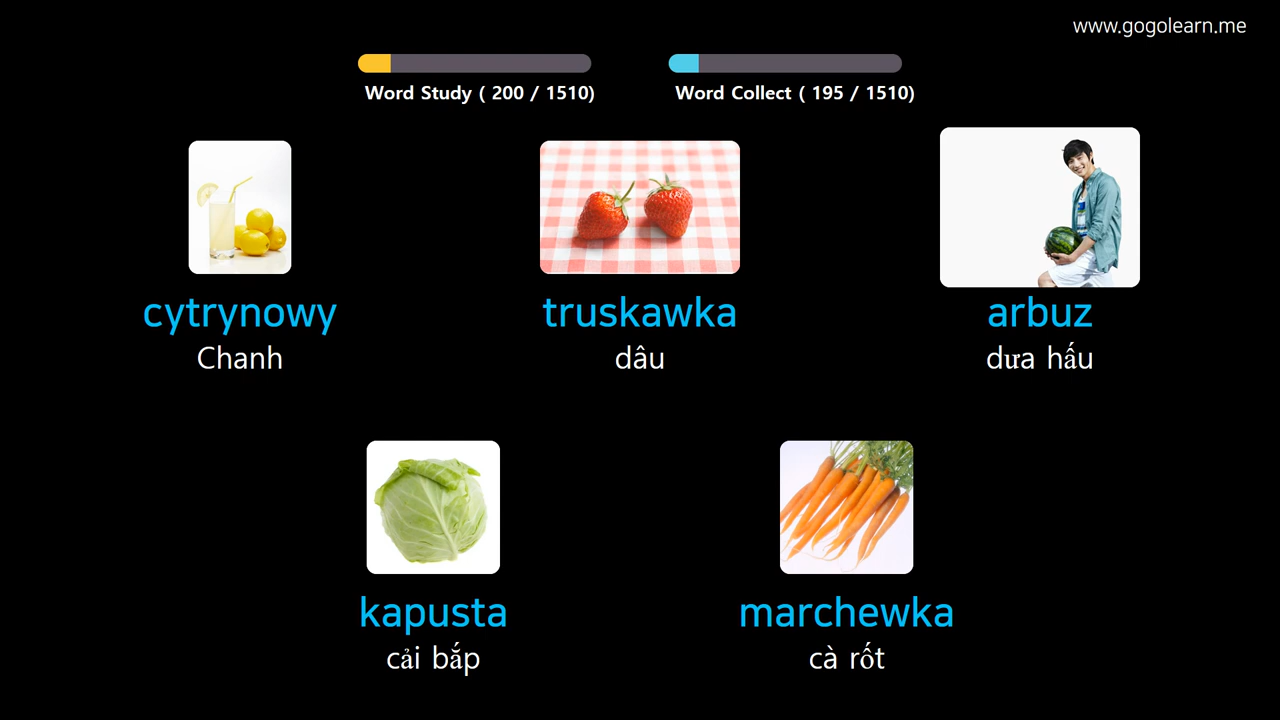 www.gogolearn.me
Word Study ( 200 / 1510)
Word Collect ( 195 / 1510)
cytrynowy
Chanh
truskawka
dâu
arbuz
dưa hấu
kapusta
cải bắp
marchewka
cà rốt